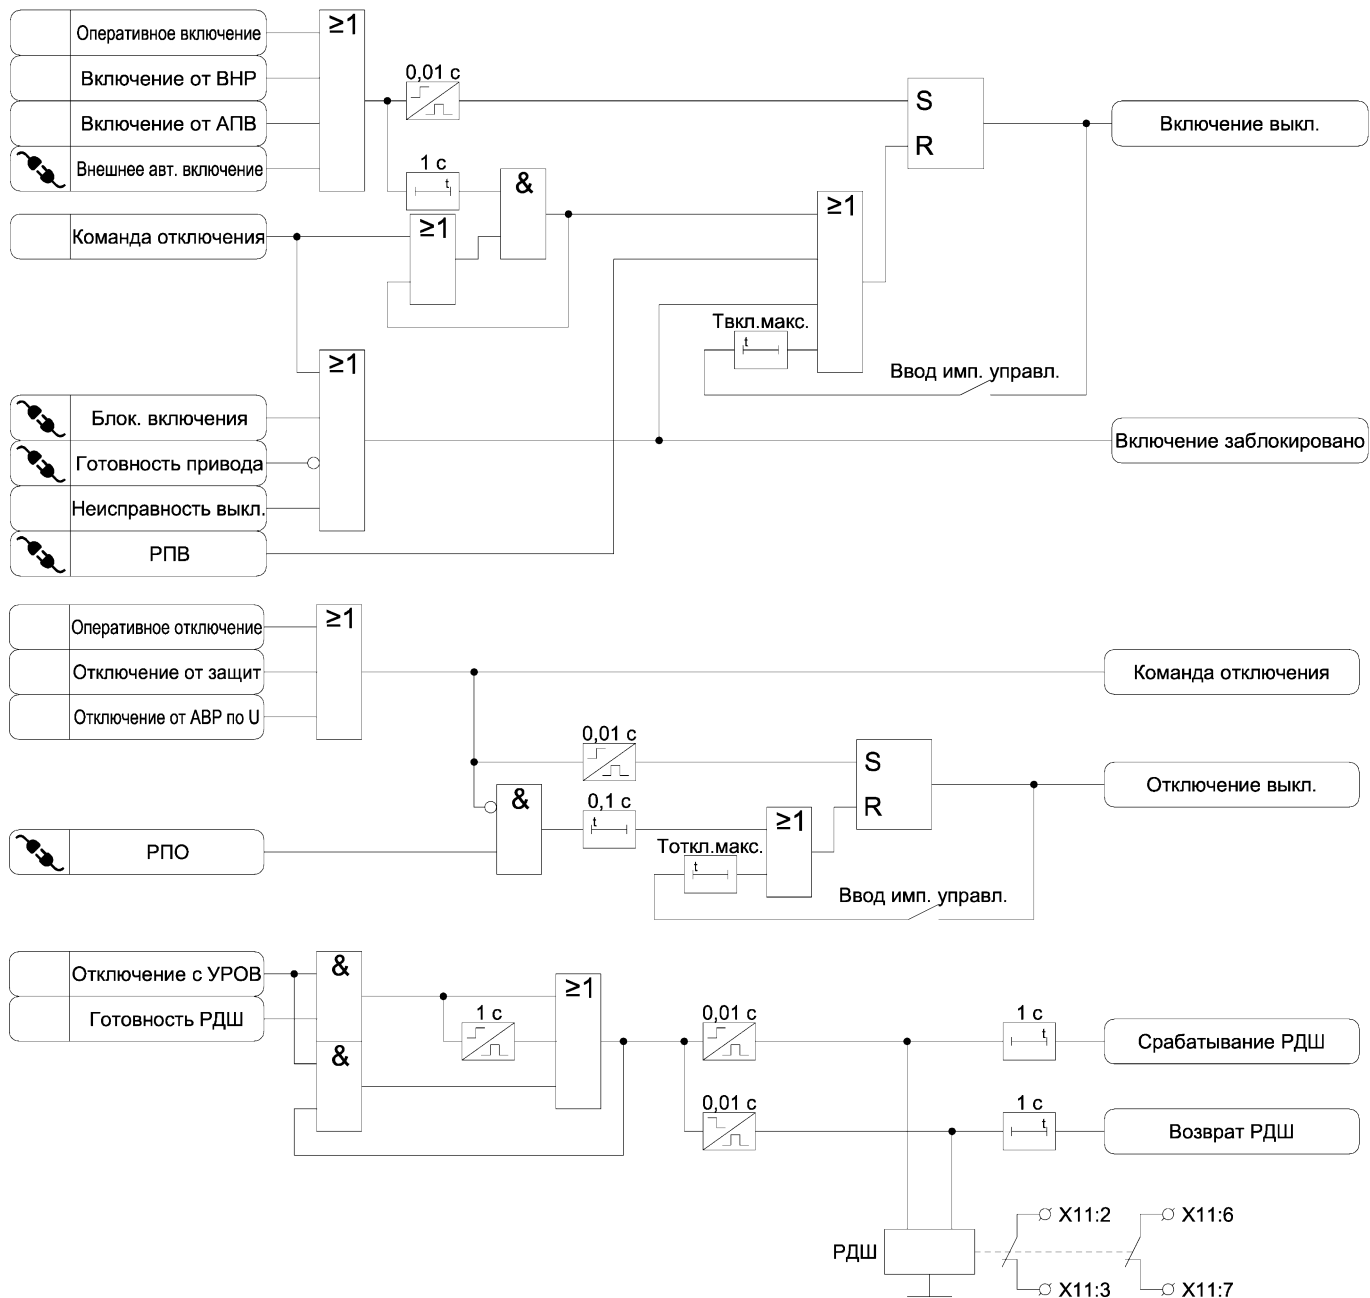 Оперативное включение
Включение от ВНР
Включение от АПВ
Внешнее авт. включение
≥1
0,01 с
S
R
Включение выкл.
1 с
&
Команда отключения
≥1
≥1
Твкл.макс.
Ввод имп. управл.
≥1
Блок. включения
Готовность привода
Неисправность выкл.
РПВ
Включение заблокировано
Оперативное отключение
Отключение от защит
Отключение от АВР по U
≥1
Команда отключения
0,01 с
S
R
Отключение выкл.
&
0,1 с
≥1
РПО
Тоткл.макс.
Ввод имп. управл.
Отключение с УРОВ
Готовность РДШ
&
&
1 с
≥1
0,01 с
1 с
Срабатывание РДШ
0,01 с
1 с
Возврат РДШ
РДШ
X11:2
X11:6
X11:3
X11:7
t
t
t
t
t
t